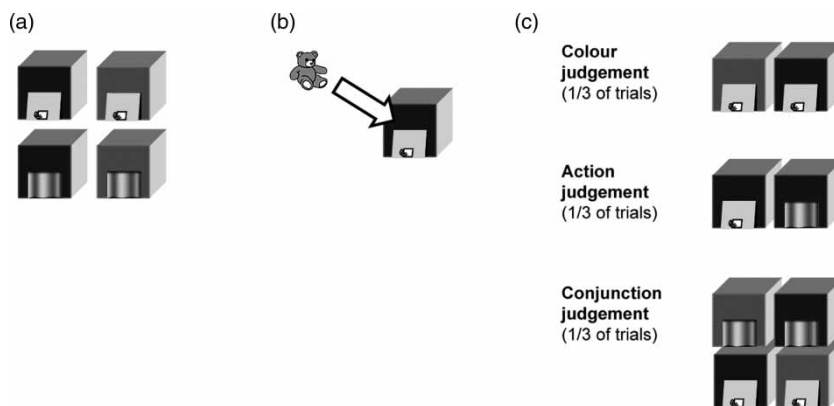 (a)
(b)
(c)
Colour
judgement
(1/3 of trials)
Action
judgement
(1/3 of trials)
Conjunction
judgement
(1/3 of trials)